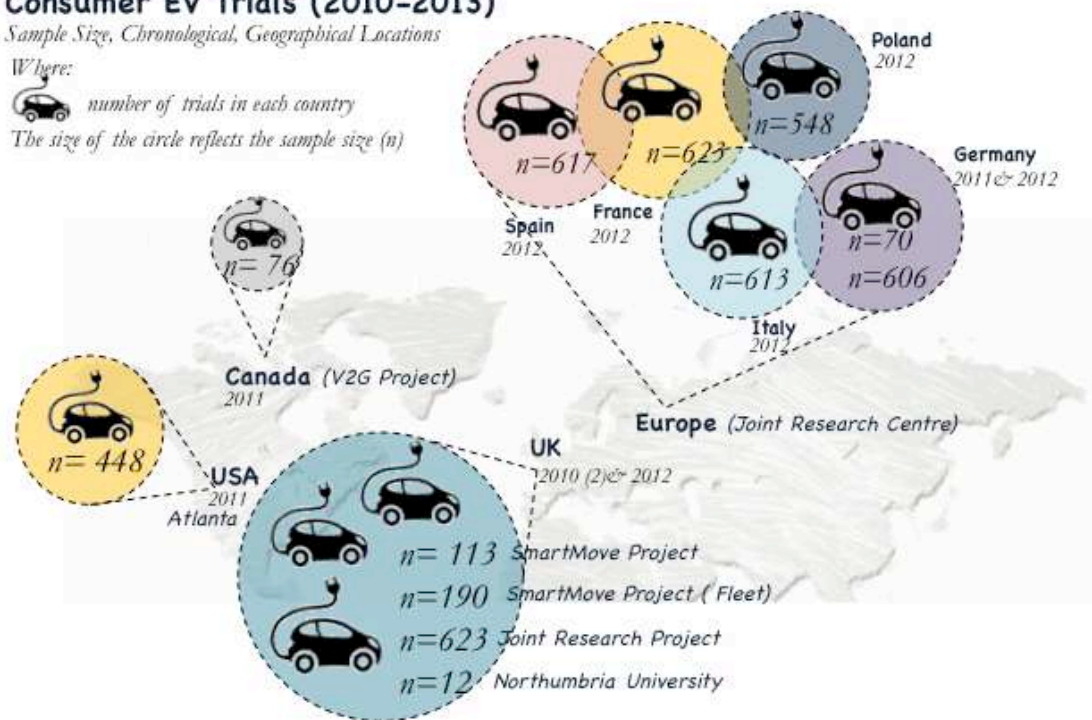 Consumer EV Trials (2010-2013)
Sample Size, Chronological, Geographical Locations
Where:
number of trials in each country
The size of the circle reflects the sample size (n)
Poland
2012
n=548
n=617
n=623
Germany
2011& 2012
Spain
2012
France
2012
n=70
n=606
n=613
Italy
2012
n= 76
Canada (V2G Project)
2011
Europe (Joint Research Centre)
n= 448
USA
2011
Atlanta
UK
2010 (2)& 2012
n= 113 SmartMove Project
n=190 SmartMove Project ( Fleet)
n=623 Joint Research Project
n=12 Northumbria University